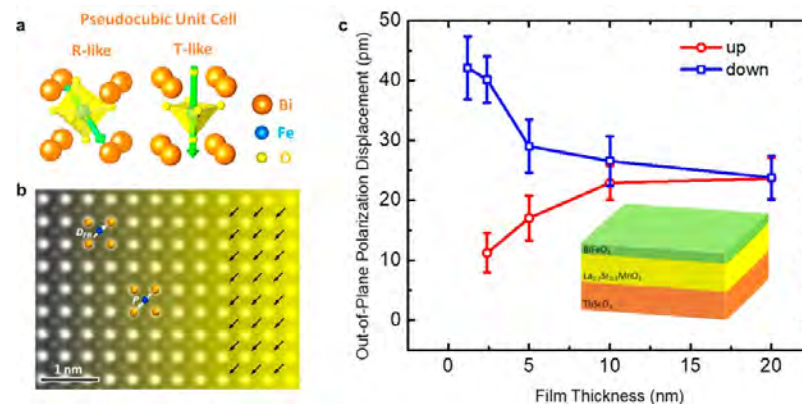 a
Pseudocubic Unit Cell
R-like
T-like
Bi
Fe
O
b
D_FB
P
1 nm
c
Out-of-Plane Polarization Displacement (pm)
50
40
30
20
10
0
up
down
BiFeO₃
La₀.₇Sr₀.₃MnO₃
TbScO₃
0
5
10
15
20
Film Thickness (nm)